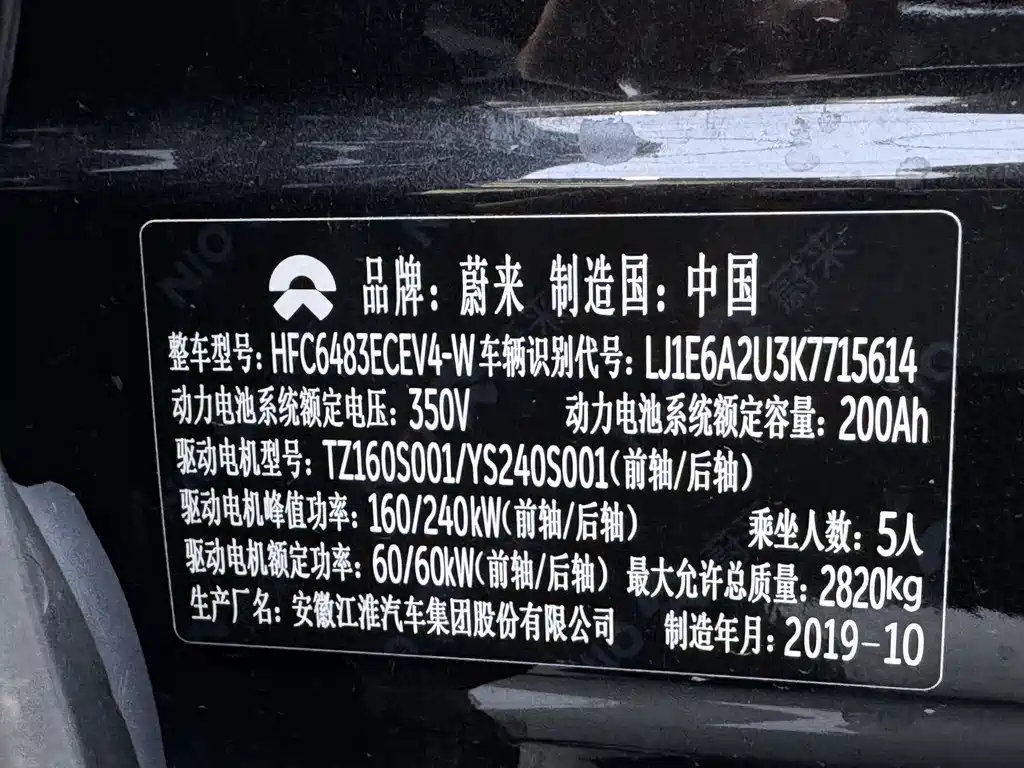 品牌：蔚来 制造国：中国
整车型号：HFC6483ECEV4-W 车辆识别代号：LJ1E6A2U3K7715614
动力电池系统额定电压：350V 动力电池系统额定容量：200Ah
驱动电机型号：TZ160S001/YS240S001(前轴/后轴)
驱动电机峰值功率：160/240kW(前轴/后轴) 乘坐人数：5人
驱动电机额定功率：60/60kW(前轴/后轴) 最大允许总质量：2820kg
生产厂名：安徽江淮汽车集团股份有限公司 制造年月：2019-10